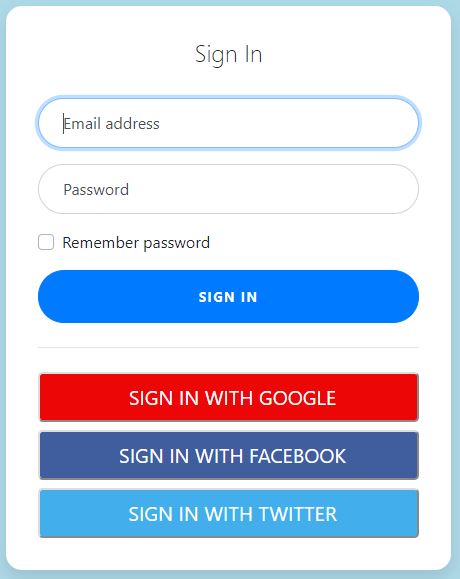 Sign In
Email address
Password
Remember password
SIGN IN
SIGN IN WITH GOOGLE
SIGN IN WITH FACEBOOK
SIGN IN WITH TWITTER